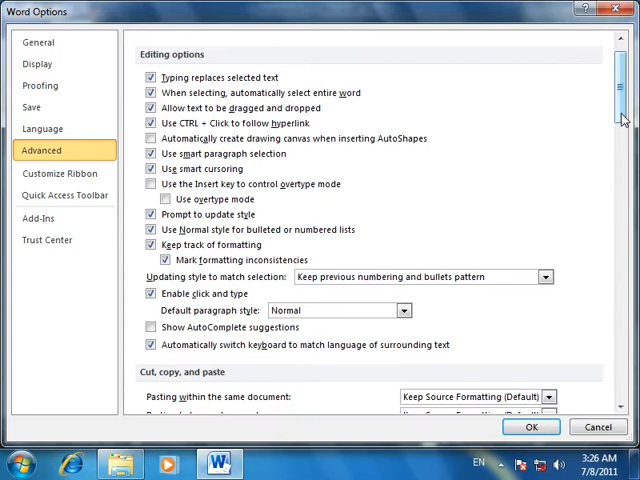 Word Options
General
Display
Proofing
Save
Language
Advanced
Customize Ribbon
Quick Access Toolbar
Add-Ins
Trust Center
Editing options
Typing replaces selected text
When selecting, automatically select entire word
Allow text to be dragged and dropped
Use CTRL + Click to follow hyperlink
Automatically create drawing canvas when inserting AutoShapes
Use smart paragraph selection
Use smart cursoring
Use the Insert key to control overtype mode
Use overtype mode
Prompt to update style
Use Normal style for bulleted or numbered lists
Keep track of formatting
Mark formatting inconsistencies
Updating style to match selection: Keep previous numbering and bullets pattern
Enable click and type
Default paragraph style: Normal
Show AutoComplete suggestions
Automatically switch keyboard to match language of surrounding text
Cut, copy, and paste
Pasting within the same document: Keep Source Formatting (Default)
OK Cancel
EN 3:26 AM
7/8/2011